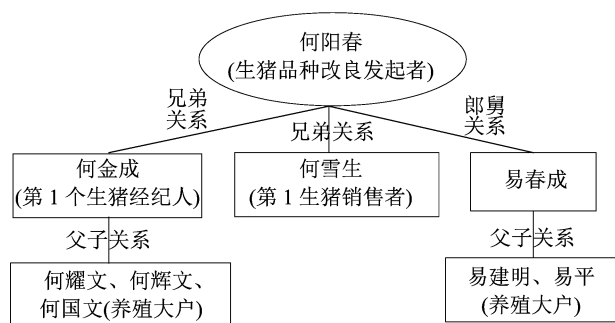 何阳春
(生猪品种改良发起者)
兄弟
关系
兄弟关系
郎舅
关系
何金成
(第1个生猪经纪人)
何雪生
(第1生猪销售者)
易春成
父子关系
父子关系
何耀文、何辉文、
何国文(养殖大户)
易建明、易平
(养殖大户)